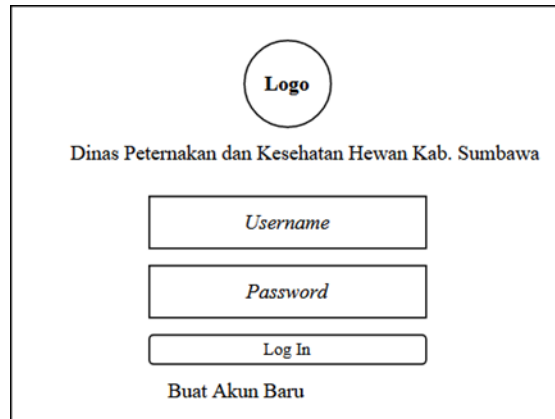 Logo
Dinas Peternakan dan Kesehatan Hewan Kab. Sumbawa
Username
Password
Log In
Buat Akun Baru